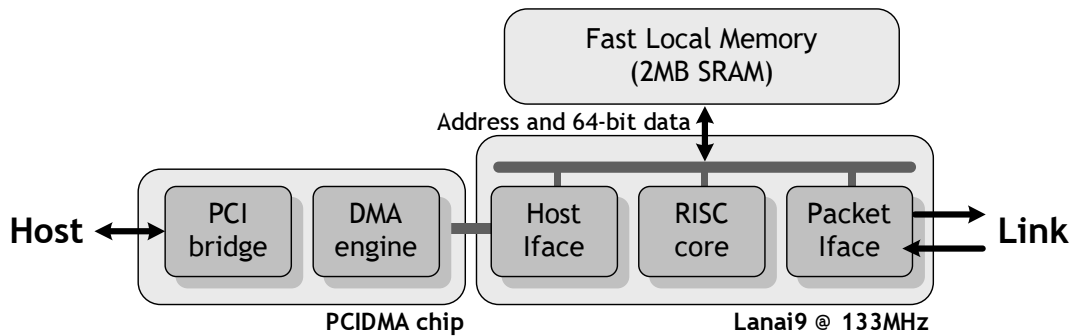 Fast Local Memory
(2MB SRAM)
Address and 64-bit data
Host
PCI
bridge
DMA
engine
Host
Iface
RISC
core
Packet
Iface
Link
PCIDMA chip
Lanai9 @ 133MHz